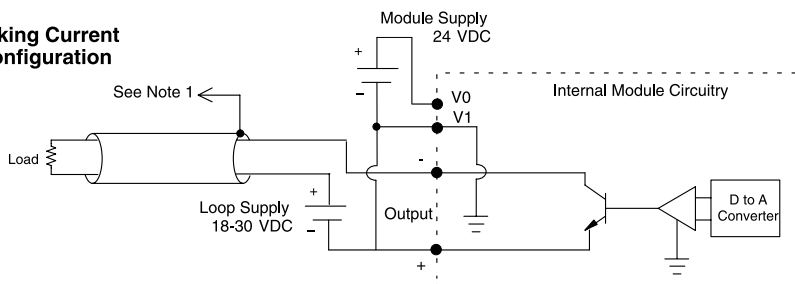 king Current
onfiguration
Module Supply
24 VDC
+
−
See Note 1
V0
V1
Internal Module Circuitry
Load
-
+
Loop Supply
18-30 VDC
−
Output
D to A
Converter
+